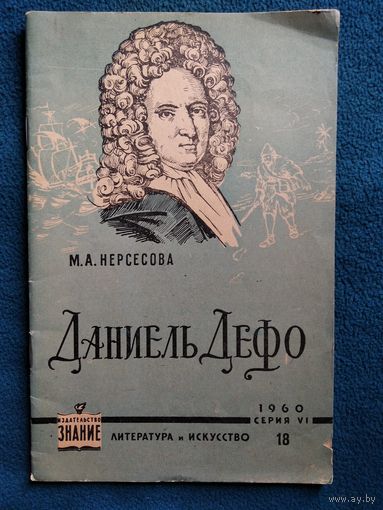 М.А. НЕРСЕСОВА
ДАНИЕЛЬ ДЕФО
ИЗДАТЕЛЬСТВО
ЗНАНИЕ
ЛИТЕРАТУРА и ИСКУССТВО
1960
СЕРИЯ VI
18
www.ay.by